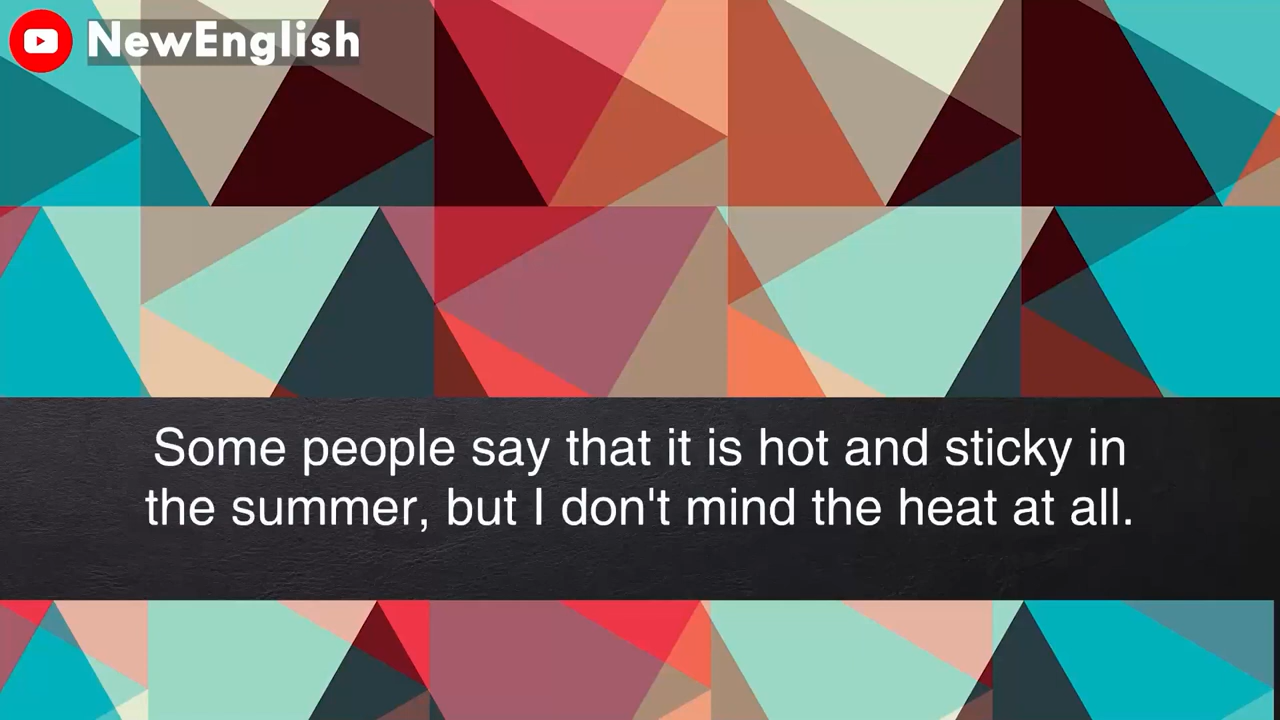 NewEnglish
Some people say that it is hot and sticky in
the summer, but I don't mind the heat at all.